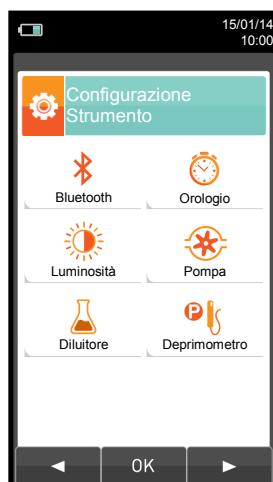 15/01/14
10:00
Configurazione
Strumento
Bluetooth
Orologio
Luminosità
Pompa
Diluitore
P
Deprimometro
OK